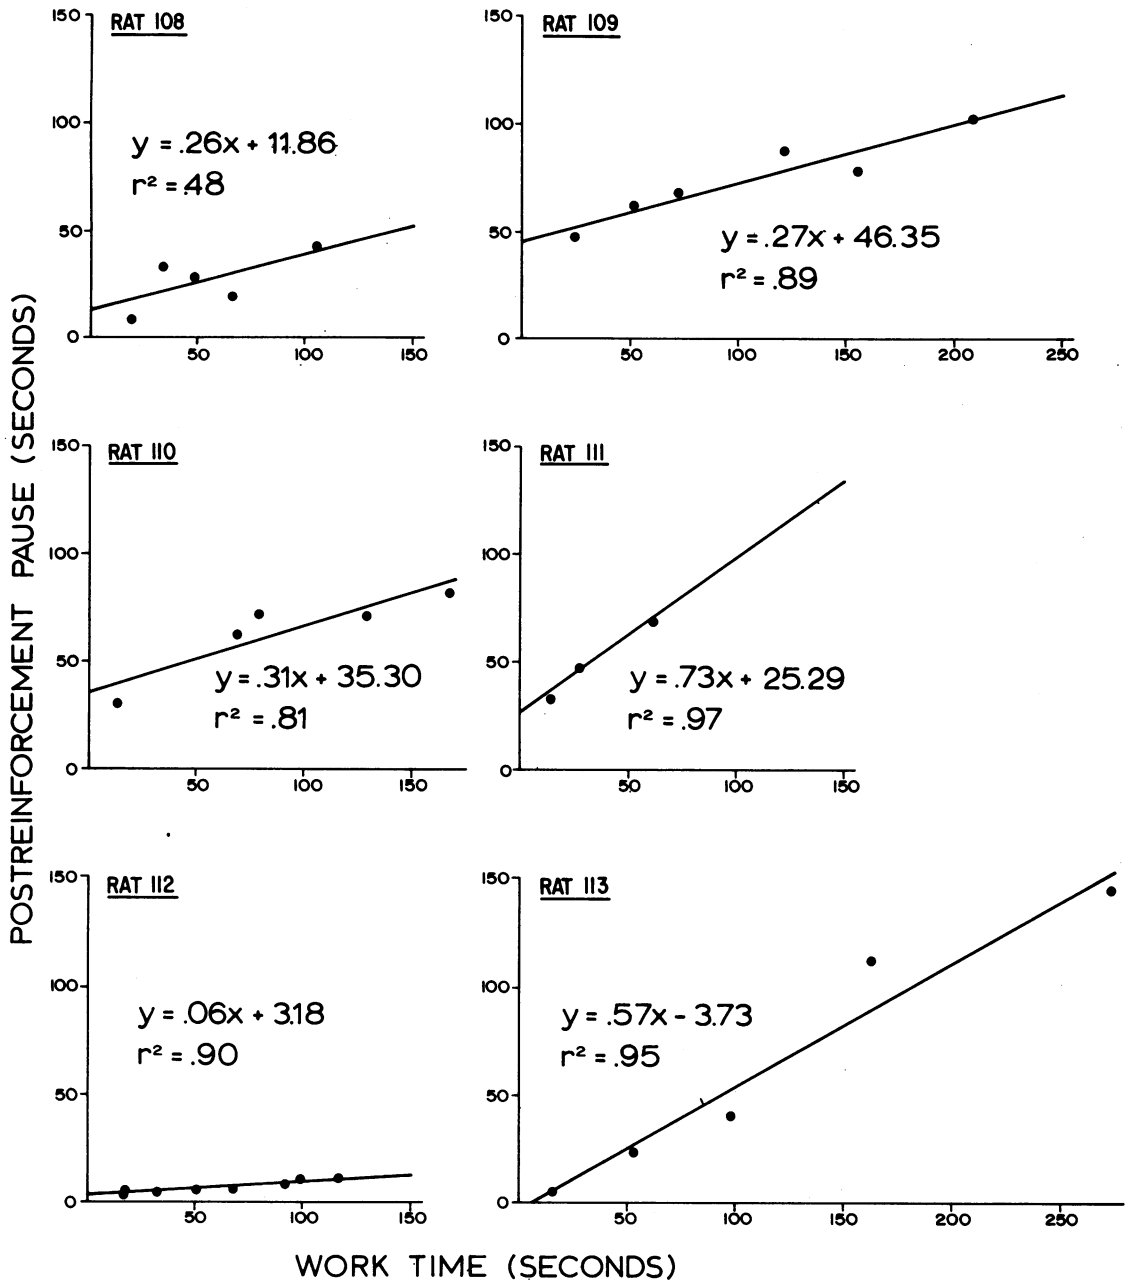 POSTREINFORCEMENT PAUSE (SECONDS)
RAT 108
150
100
50
0
y = .26x + 11.86
r² = .48
50 100 150
RAT 109
150
100
50
0
y = .27x + 46.35
r² = .89
50 100 150 200 250
RAT 110
150
100
50
0
y = .31x + 35.30
r² = .81
50 100 150
RAT 111
150
100
50
0
y = .73x + 25.29
r² = .97
50 100 150
RAT 112
150
100
50
0
y = .06x + 3.18
r² = .90
50 100 150
RAT 113
150
100
50
0
y = .57x - 3.73
r² = .95
50 100 150 200 250
WORK TIME (SECONDS)